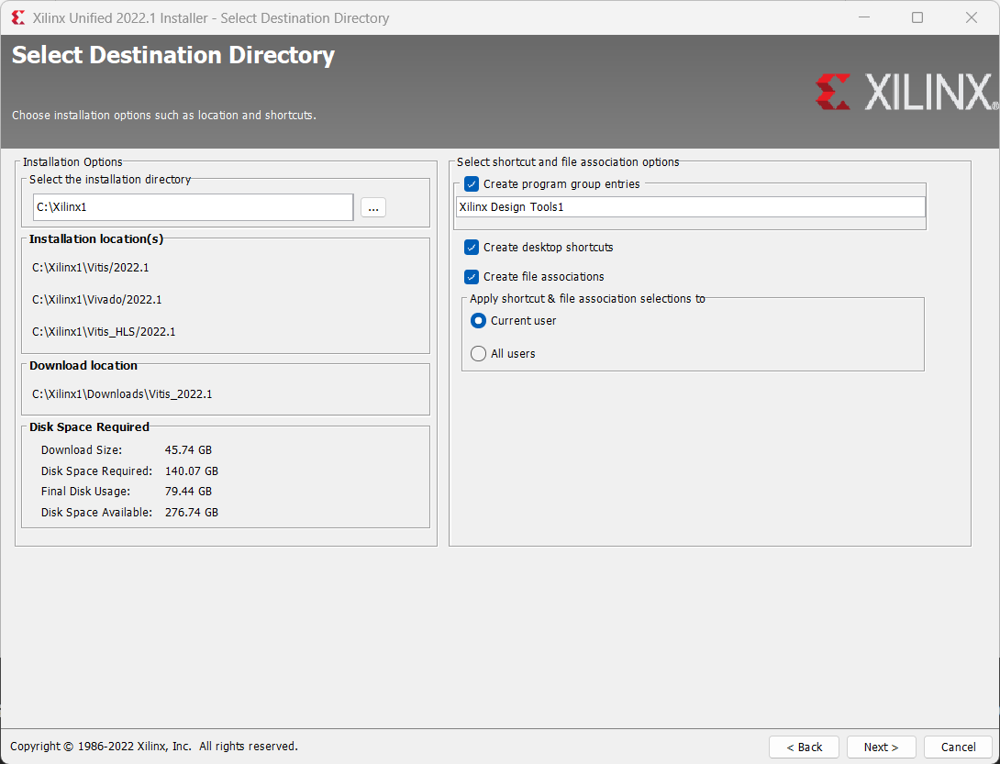 Xilinx Unified 2022.1 Installer - Select Destination Directory
Select Destination Directory
Choose installation options such as location and shortcuts.
XILINX®
Installation Options
Select the installation directory
C:\Xilinx1
...
Installation location(s)
C:\Xilinx1\Vitis/2022.1
C:\Xilinx1\Vivado/2022.1
C:\Xilinx1\Vitis_HLS/2022.1
Download location
C:\Xilinx1\Downloads\Vitis_2022.1
Disk Space Required
Download Size: 45.74 GB
Disk Space Required: 140.07 GB
Final Disk Usage: 79.44 GB
Disk Space Available: 276.74 GB
Select shortcut and file association options
Create program group entries
Xilinx Design Tools1
Create desktop shortcuts
Create file associations
Apply shortcut & file association selections to
Current user
All users
Copyright © 1986-2022 Xilinx, Inc. All rights reserved.
< Back
Next >
Cancel